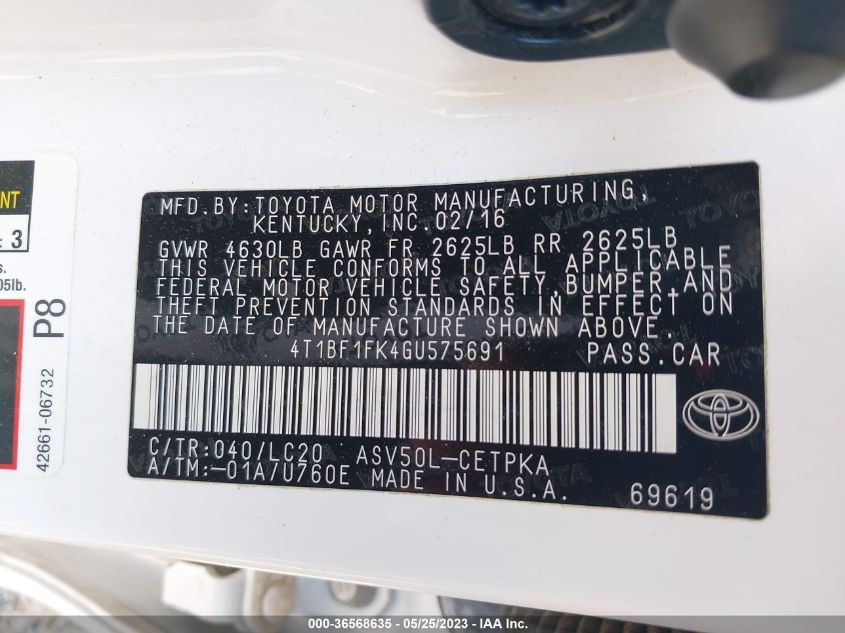 MFD. BY: TOYOTA MOTOR MANUFACTURING,
KENTUCKY, INC. 02/16
GVWR 4630LB GAWR FR 2625LB RR 2625LB
THIS VEHICLE CONFORMS TO ALL APPLICABLE
FEDERAL MOTOR VEHICLE SAFETY, BUMPER, AND
THEFT PREVENTION STANDARDS IN EFFECT ON
THE DATE OF MANUFACTURE SHOWN ABOVE.
4T1BF1FK4GU575691 PASS. CAR
C/TR: 040/LC20 ASV50L-CETPKA
A/TM: -01A/U760E MADE IN U.S.A. 69619
3
05lb.
42661-06732 P8
000-36568635 - 05/25/2023 - IAA Inc.